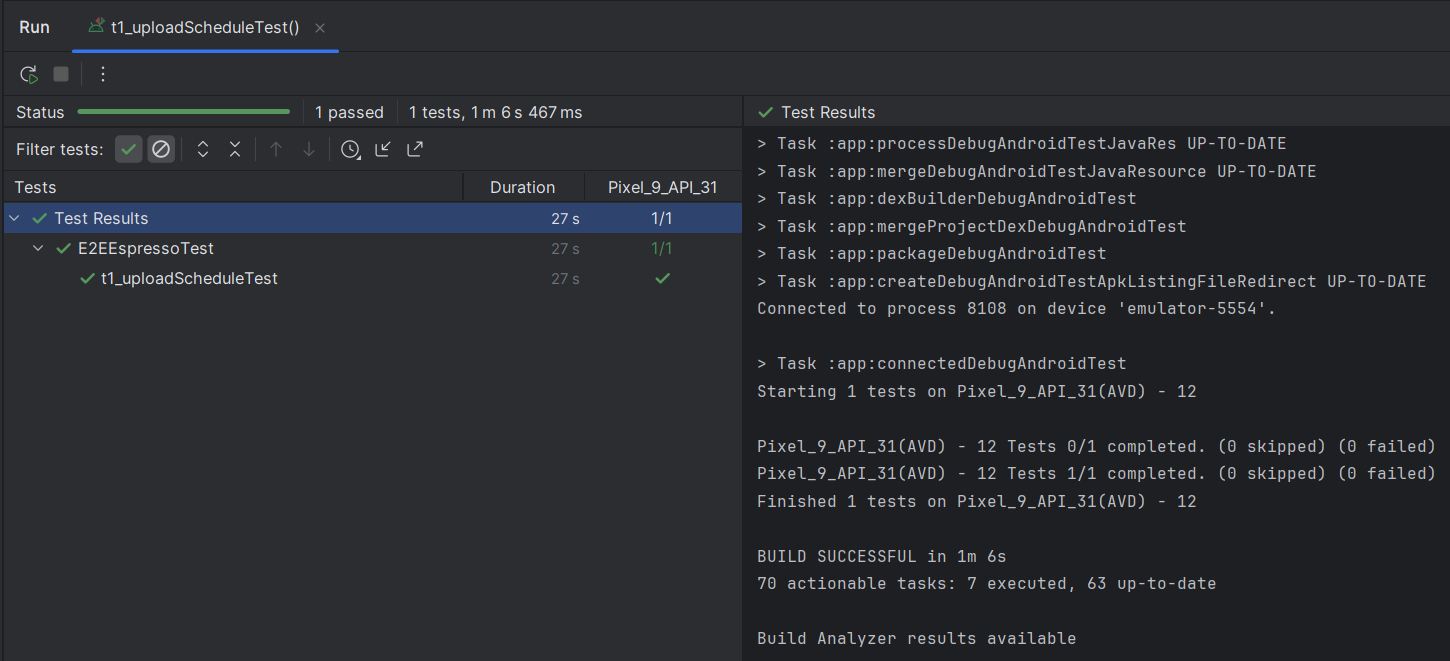 Run
t1_uploadScheduleTest()
Status 1 passed 1 tests, 1 m 6 s 467 ms
Filter tests:
Tests Duration Pixel_9_API_31
Test Results 27 s 1/1
E2EEspressoTest 27 s 1/1
t1_uploadScheduleTest 27 s
Test Results
> Task :app:processDebugAndroidTestJavaRes UP-TO-DATE
> Task :app:mergeDebugAndroidTestJavaResource UP-TO-DATE
> Task :app:dexBuilderDebugAndroidTest
> Task :app:mergeProjectDexDebugAndroidTest
> Task :app:packageDebugAndroidTest
> Task :app:createDebugAndroidTestApkListingFileRedirect UP-TO-DATE
Connected to process 8108 on device 'emulator-5554'.
> Task :app:connectedDebugAndroidTest
Starting 1 tests on Pixel_9_API_31(AVD) - 12
Pixel_9_API_31(AVD) - 12 Tests 0/1 completed. (0 skipped) (0 failed)
Pixel_9_API_31(AVD) - 12 Tests 1/1 completed. (0 skipped) (0 failed)
Finished 1 tests on Pixel_9_API_31(AVD) - 12
BUILD SUCCESSFUL in 1m 6s
70 actionable tasks: 7 executed, 63 up-to-date
Build Analyzer results available